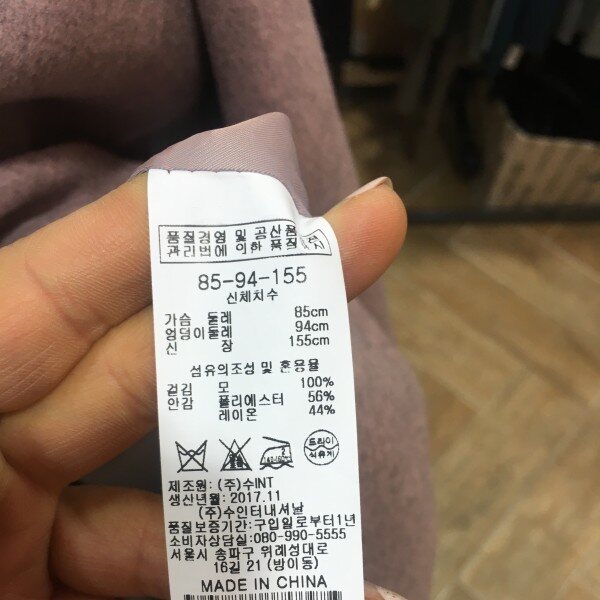 품질경영 및 공산품
관리법에 의한 품질
85-94-155
신체치수
가슴 둘레 85cm
엉덩이둘레 94cm
신 장 155cm
섬유의조성 및 혼용율
겉감 모 100%
안감 폴리에스터 56%
레이온 44%
드라이
석유계
제조원: (주)수INT
생산년월: 2017.11
(주)수인터내셔날
품질보증기간: 구입일로부터1년
소비자상담실: 080-990-5555
서울시 송파구 위례성대로
16길 21 (방이동)
MADE IN CHINA